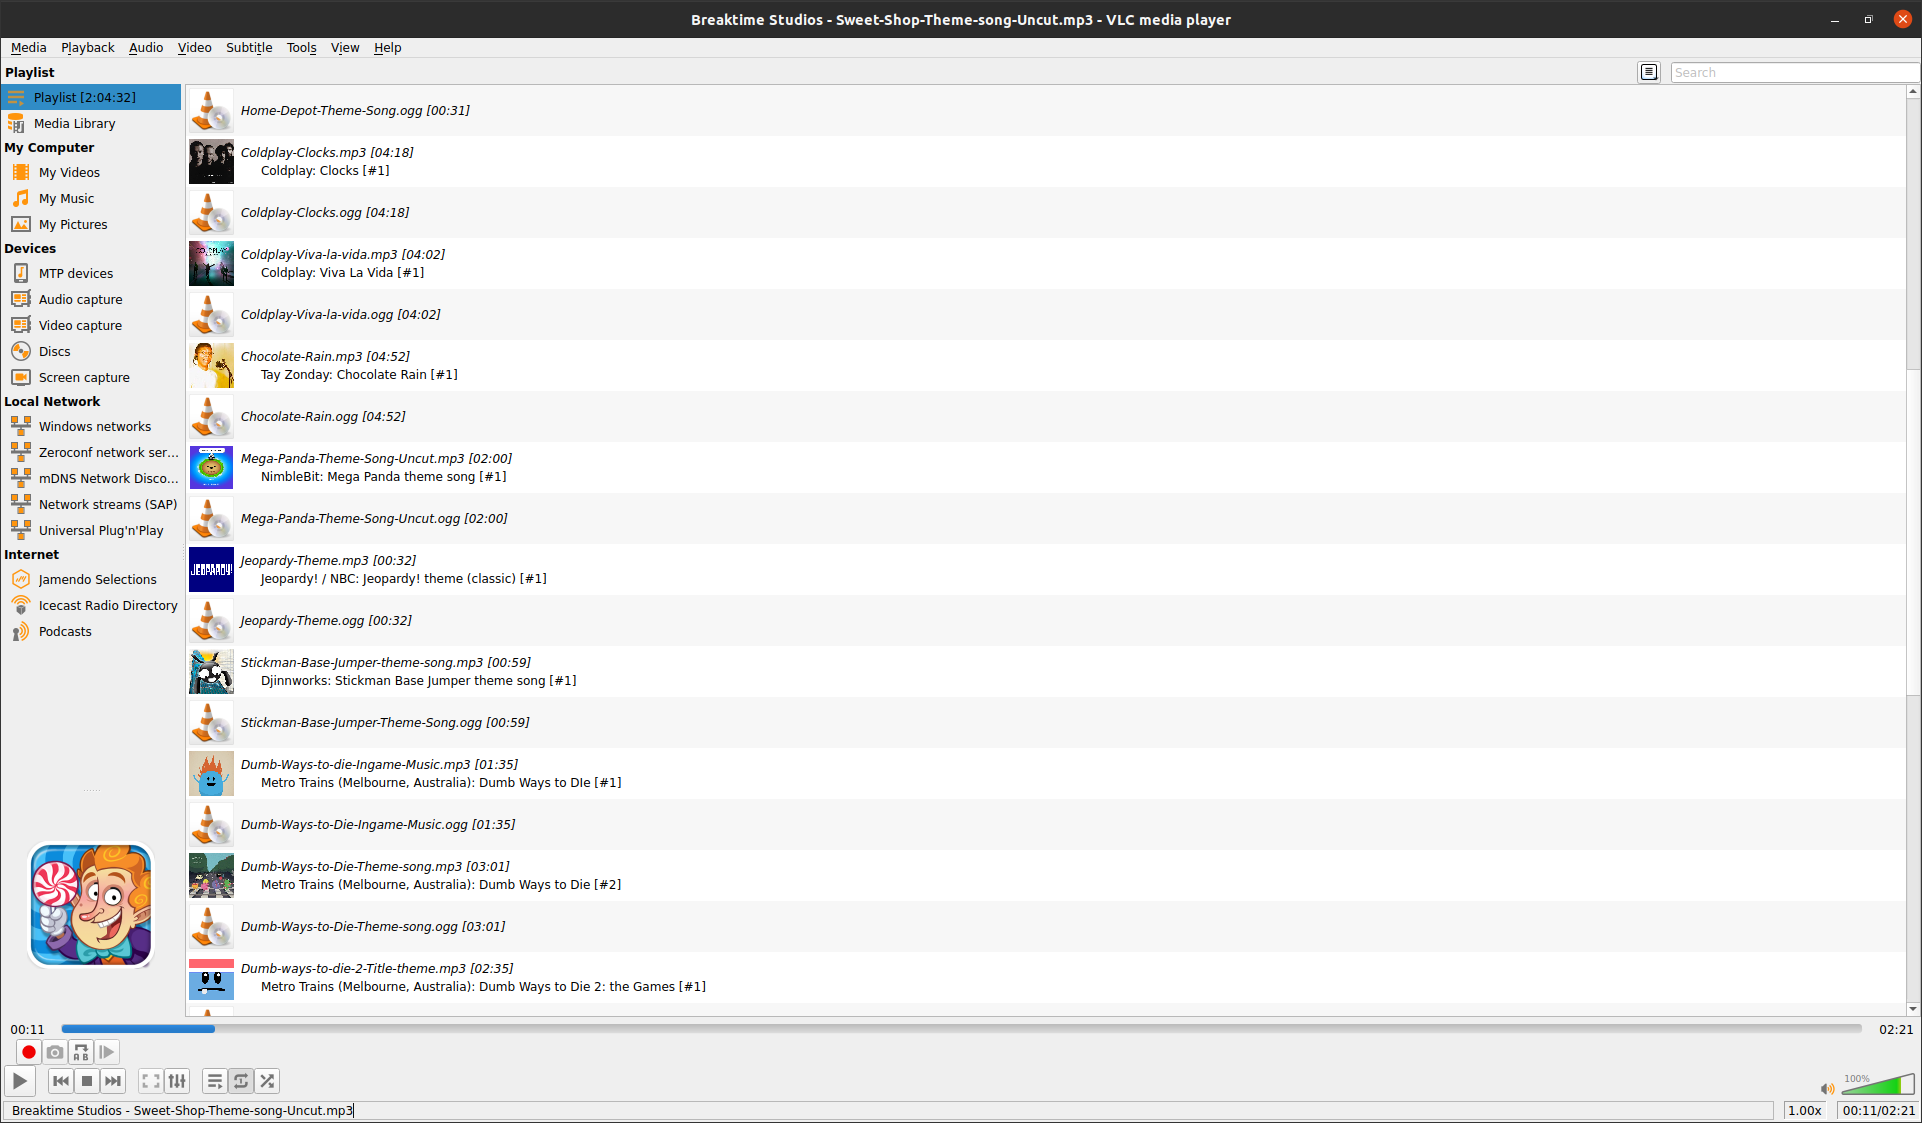 Breaktime Studios - Sweet-Shop-Theme-song-Uncut.mp3 - VLC media player
Media Playback Audio Video Subtitle Tools View Help
Playlist
Search
Playlist [2:04:32]
Media Library
My Computer
My Videos
My Music
My Pictures
Devices
MTP devices
Audio capture
Video capture
Discs
Screen capture
Local Network
Windows networks
Zeroconf network ser...
mDNS Network Disco...
Network streams (SAP)
Universal Plug'n'Play
Internet
Jamendo Selections
Icecast Radio Directory
Podcasts
Home-Depot-Theme-Song.ogg [00:31]
Coldplay-Clocks.mp3 [04:18]
Coldplay: Clocks [#1]
Coldplay-Clocks.ogg [04:18]
Coldplay-Viva-la-vida.mp3 [04:02]
Coldplay: Viva La Vida [#1]
Coldplay-Viva-la-vida.ogg [04:02]
Chocolate-Rain.mp3 [04:52]
Tay Zonday: Chocolate Rain [#1]
Chocolate-Rain.ogg [04:52]
Mega-Panda-Theme-Song-Uncut.mp3 [02:00]
NimbleBit: Mega Panda theme song [#1]
Mega-Panda-Theme-Song-Uncut.ogg [02:00]
JEOPARDY!
Jeopardy-Theme.mp3 [00:32]
Jeopardy! / NBC: Jeopardy! theme (classic) [#1]
Jeopardy-Theme.ogg [00:32]
Stickman-Base-Jumper-theme-song.mp3 [00:59]
Djinnworks: Stickman Base Jumper theme song [#1]
Stickman-Base-Jumper-Theme-Song.ogg [00:59]
Dumb-Ways-to-die-Ingame-Music.mp3 [01:35]
Metro Trains (Melbourne, Australia): Dumb Ways to DIe [#1]
Dumb-Ways-to-Die-Ingame-Music.ogg [01:35]
Dumb-Ways-to-Die-Theme-song.mp3 [03:01]
Metro Trains (Melbourne, Australia): Dumb Ways to Die [#2]
Dumb-Ways-to-Die-Theme-song.ogg [03:01]
Dumb-ways-to-die-2-Title-theme.mp3 [02:35]
Metro Trains (Melbourne, Australia): Dumb Ways to Die 2: the Games [#1]
00:11
02:21
A B
100%
Breaktime Studios - Sweet-Shop-Theme-song-Uncut.mp3
1.00x
00:11/02:21